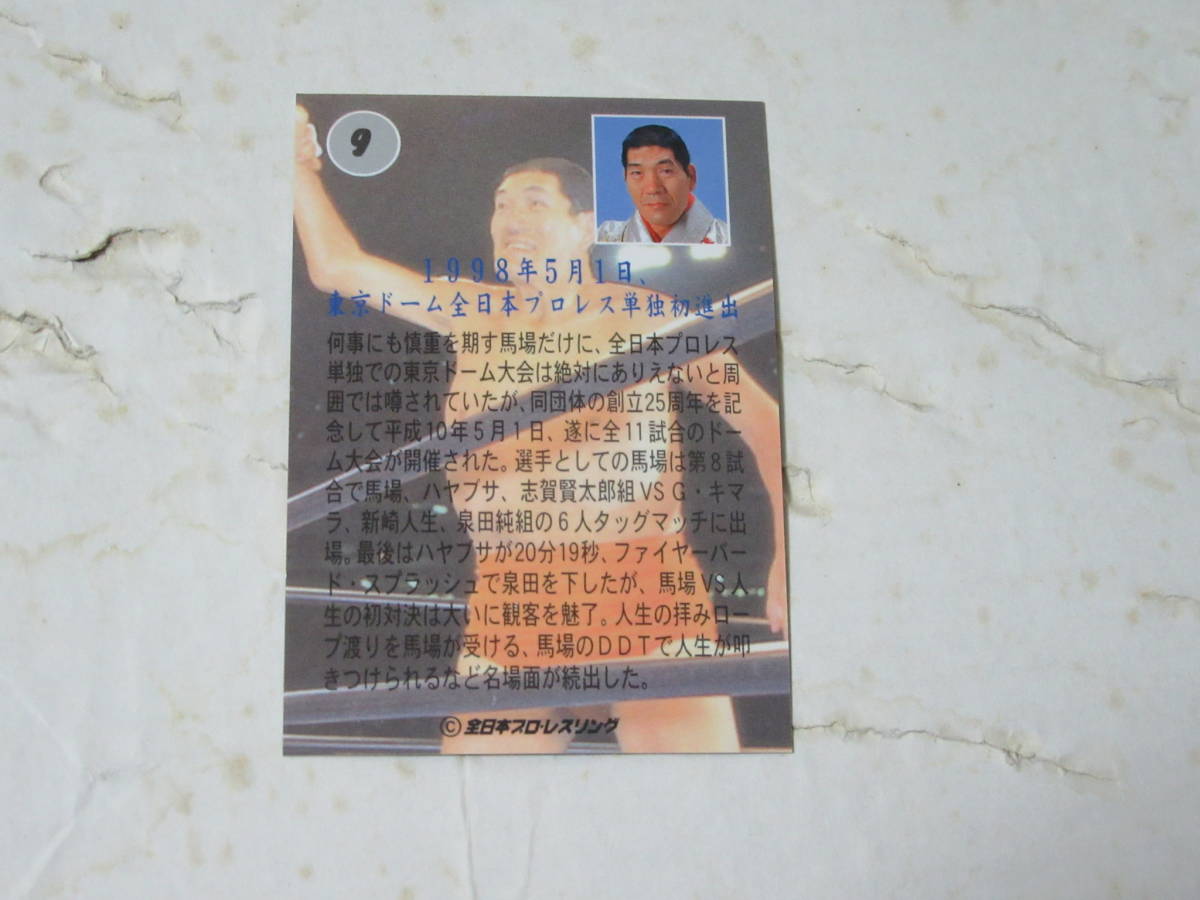 9
1998年5月1日、
東京ドーム全日本プロレス単独初進出
何事にも慎重を期す馬場だけに、全日本プロレス
単独での東京ドーム大会は絶対にありえないと周
囲では噂されていたが、同団体の創立25周年を記
念して平成10年5月1日、遂に全11試合のドー
ム大会が開催された。選手としての馬場は第8試
合で馬場、ハヤブサ、志賀賢太郎組VSG・キマ
ラ、新崎人生、泉田純組の6人タッグマッチに出
場。最後はハヤブサが20分19秒、ファイヤーバー
ド・スプラッシュで泉田を下したが、馬場VS人
生の初対決は大いに観客を魅了。人生の拝みロー
プ渡りを馬場が受ける、馬場のDDTで人生が叩
きつけられるなど名場面が続出した。
©全日本プロ・レスリング